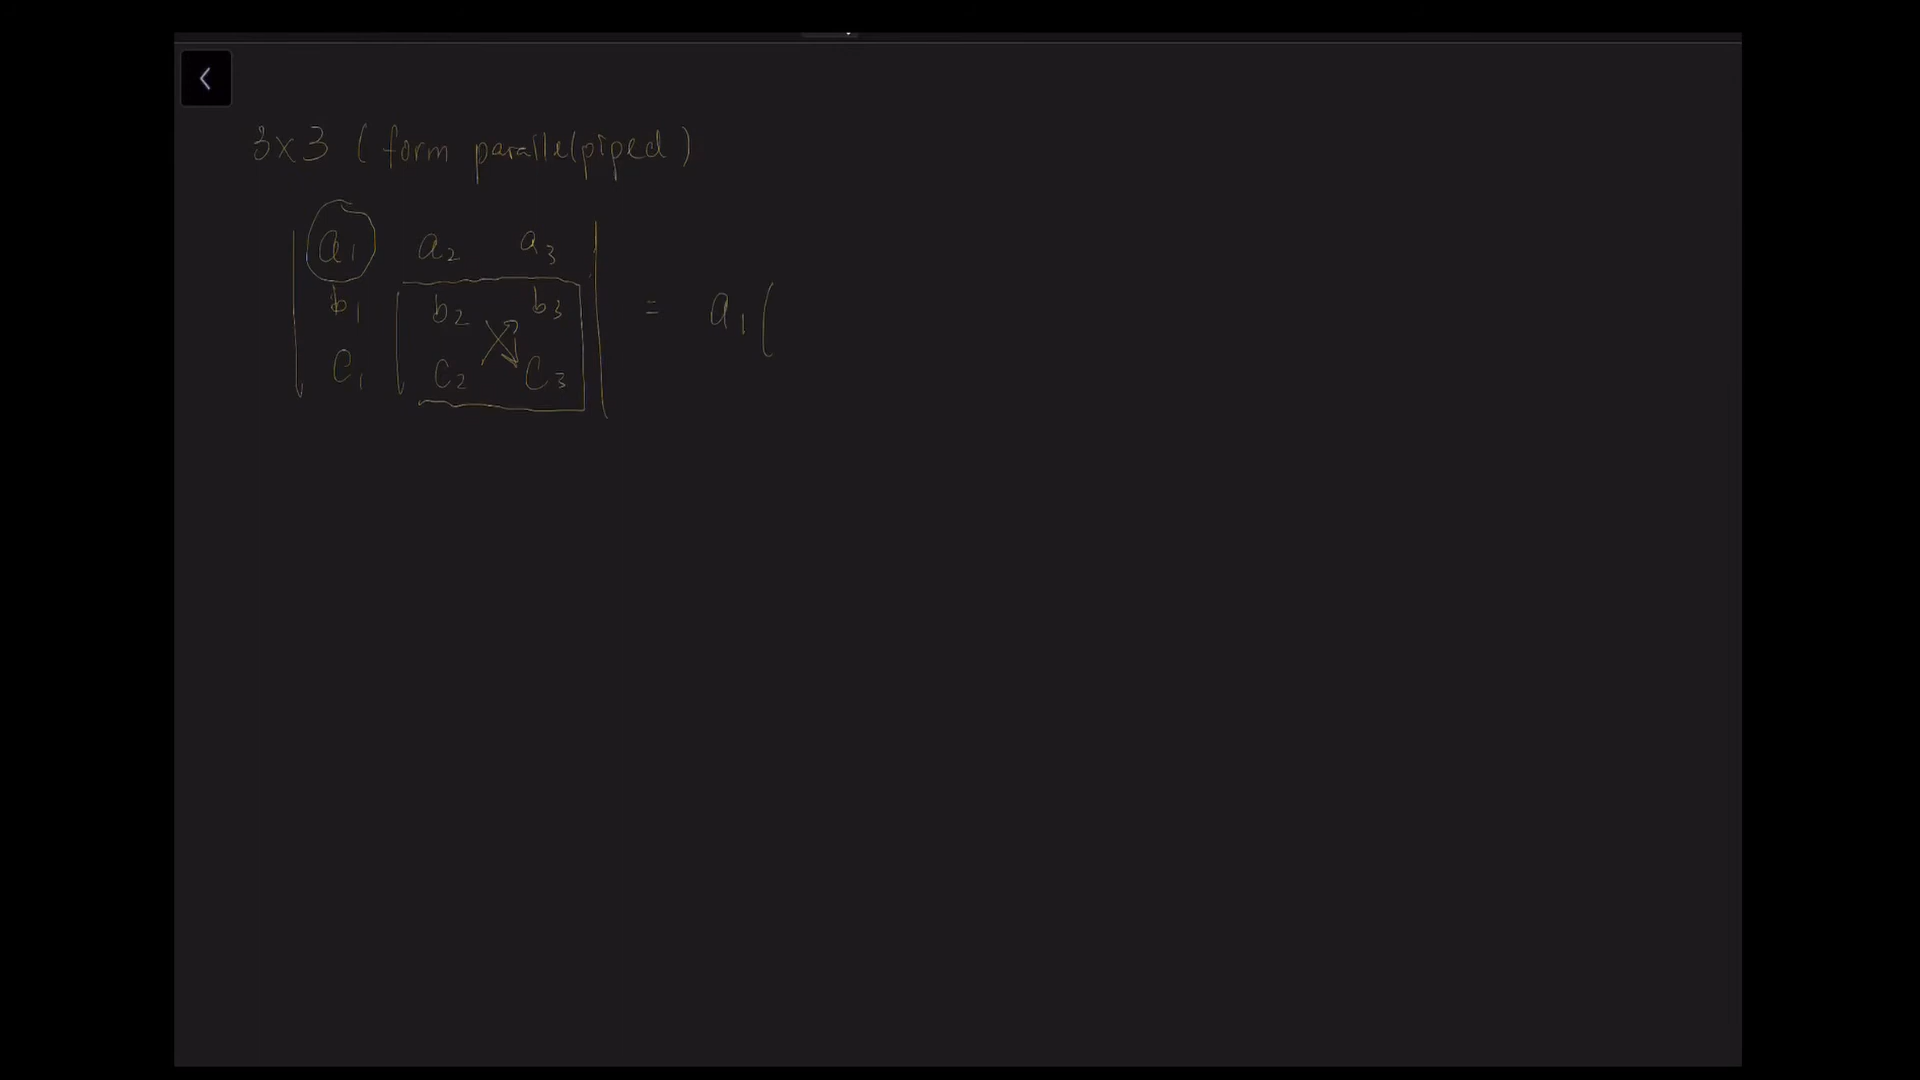 3x3 (form parallelpiped)
a1 a2 a3
b1 b2 b3 = a1(
c1 c2 c3